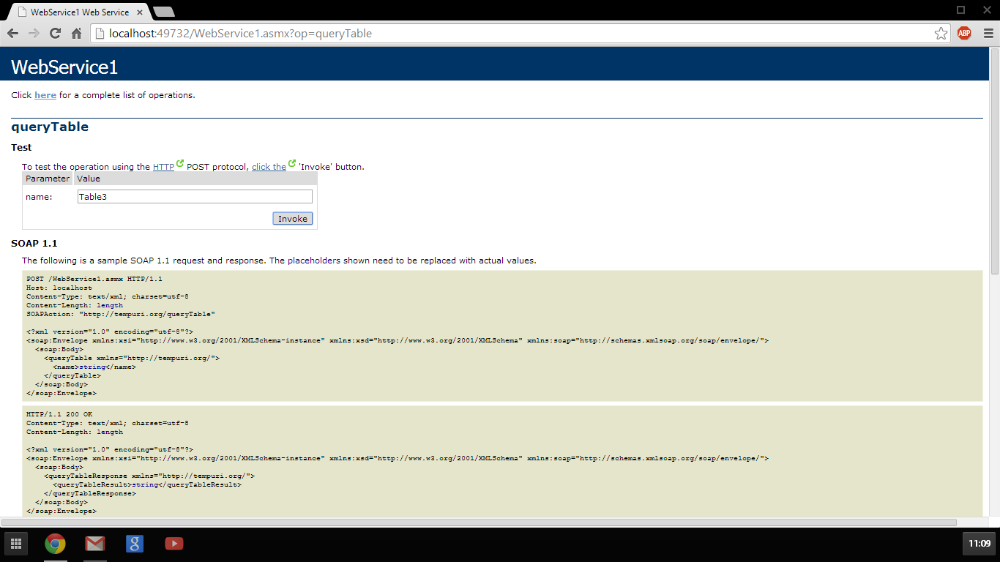 WebService1 Web Service
localhost:49732/WebService1.asmx?op=queryTable
ABP
WebService1
Click here for a complete list of operations.
queryTable
Test
To test the operation using the HTTP POST protocol, click the 'Invoke' button.
Parameter Value
name: Table3
Invoke
SOAP 1.1
The following is a sample SOAP 1.1 request and response. The placeholders shown need to be replaced with actual values.
POST /WebService1.asmx HTTP/1.1
Host: localhost
Content-Type: text/xml; charset=utf-8
Content-Length: length
SOAPAction: "http://tempuri.org/queryTable"
<?xml version="1.0" encoding="utf-8"?>
<soap:Envelope xmlns:xsi="http://www.w3.org/2001/XMLSchema-instance" xmlns:xsd="http://www.w3.org/2001/XMLSchema" xmlns:soap="http://schemas.xmlsoap.org/soap/envelope/">
<soap:Body>
<queryTable xmlns="http://tempuri.org/">
<name>string</name>
</queryTable>
</soap:Body>
</soap:Envelope>
HTTP/1.1 200 OK
Content-Type: text/xml; charset=utf-8
Content-Length: length
<?xml version="1.0" encoding="utf-8"?>
<soap:Envelope xmlns:xsi="http://www.w3.org/2001/XMLSchema-instance" xmlns:xsd="http://www.w3.org/2001/XMLSchema" xmlns:soap="http://schemas.xmlsoap.org/soap/envelope/">
<soap:Body>
<queryTableResponse xmlns="http://tempuri.org/">
<queryTableResult>string</queryTableResult>
</queryTableResponse>
</soap:Body>
</soap:Envelope>
8
11:09